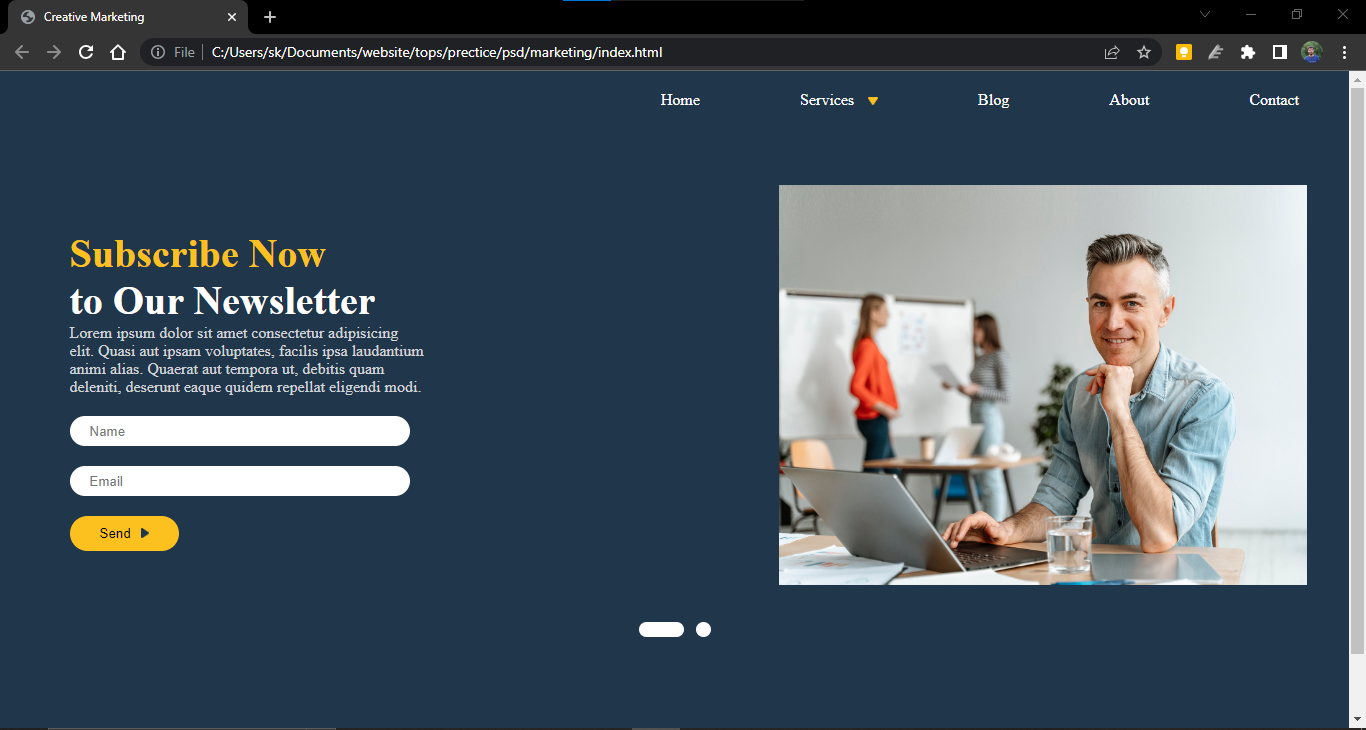 Creative Marketing
File
C:/Users/sk/Documents/website/tops/prectice/psd/marketing/index.html
Home Services Blog About Contact
Subscribe Now
to Our Newsletter
Lorem ipsum dolor sit amet consectetur adipisicing
elit. Quasi aut ipsam voluptates, facilis ipsa laudantium
animi alias. Quaerat aut tempora ut, debitis quam
deleniti, deserunt eaque quidem repellat eligendi modi.
Name
Email
Send